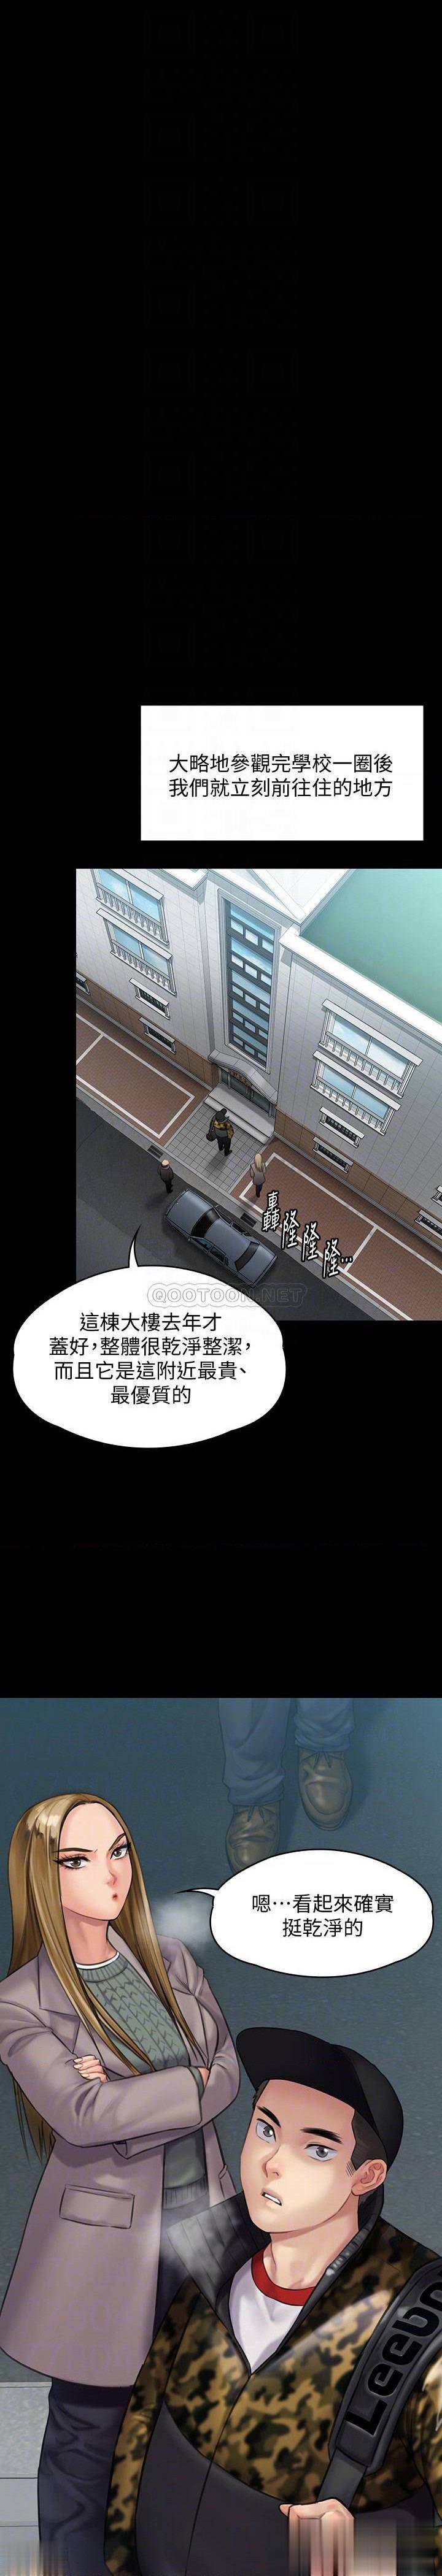 大略地參觀完學校一圈後
我們就立刻前往住的地方
轟隆隆隆…
QOOTOON.NET
這棟大樓去年才
蓋好，整體很乾淨整潔，
而且它是這附近最貴、
最優質的
嗯…看起來確實
挺乾淨的
Leebo